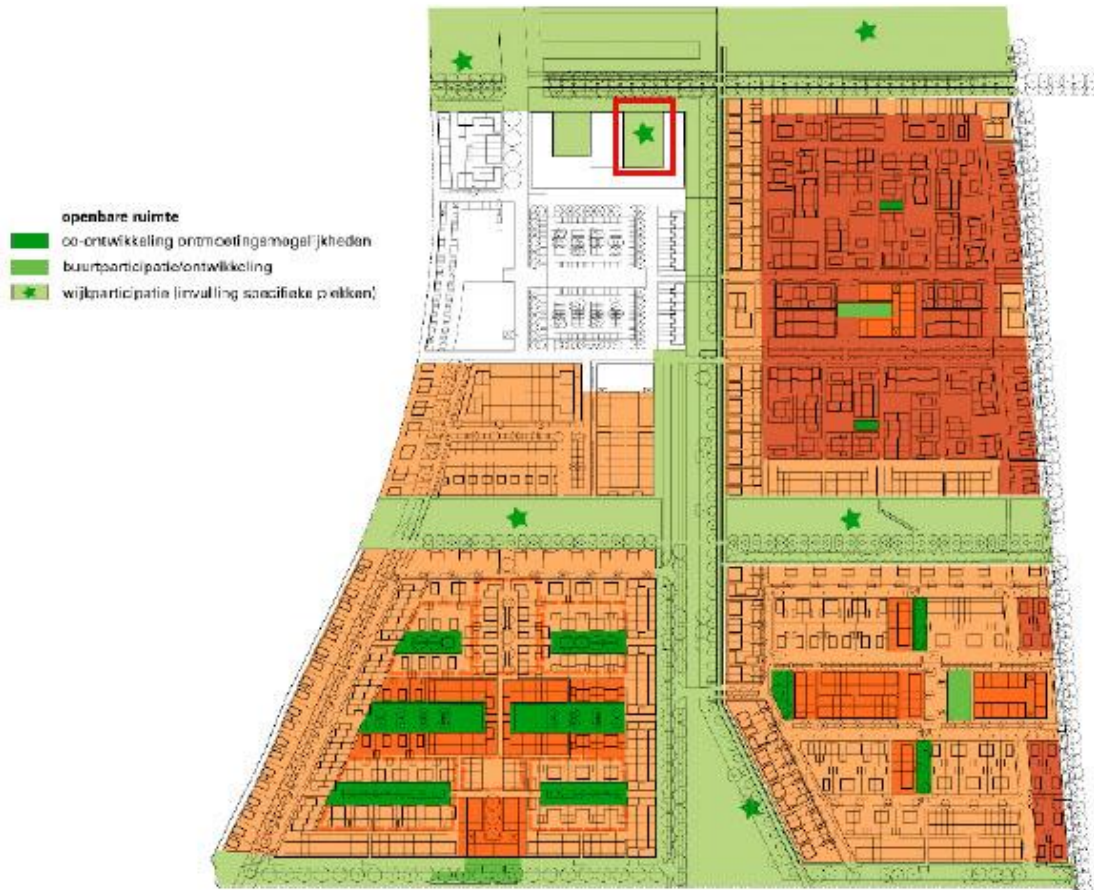 openbare ruimte
co-ontwikkeling ontmoetingsmogelijkheden
buurtparticipatie/ontwikkeling
wijkparticipatie (invulling specifieke plekken)